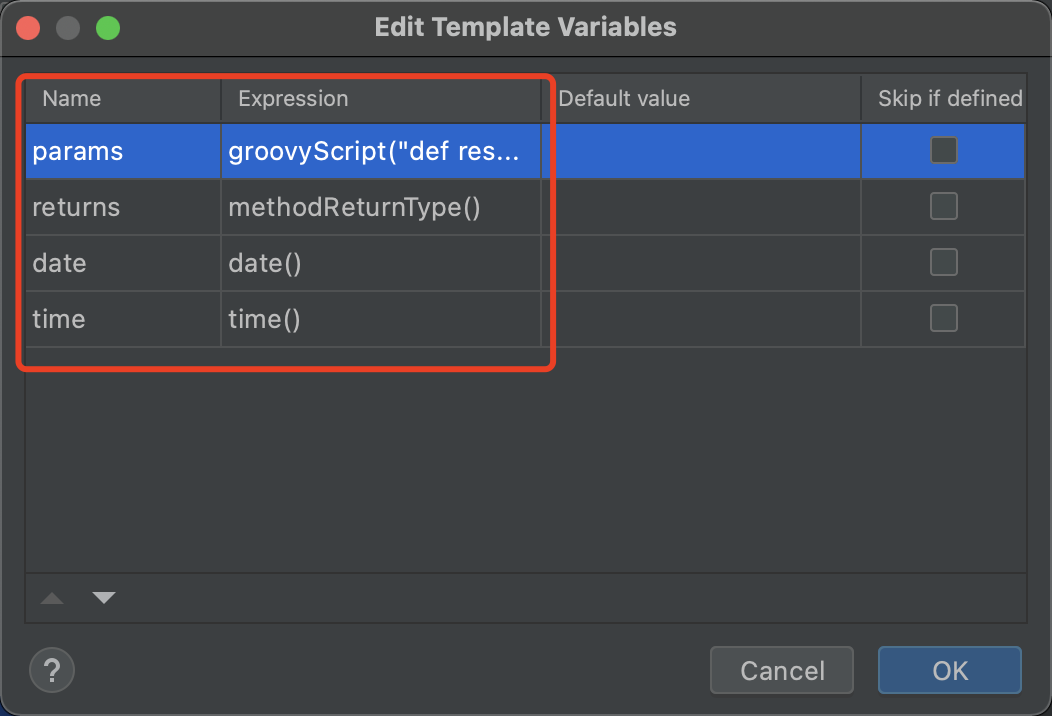 Edit Template Variables
Name Expression Default value Skip if defined
params groovyScript("def res...
returns methodReturnType()
date date()
time time()
? Cancel OK